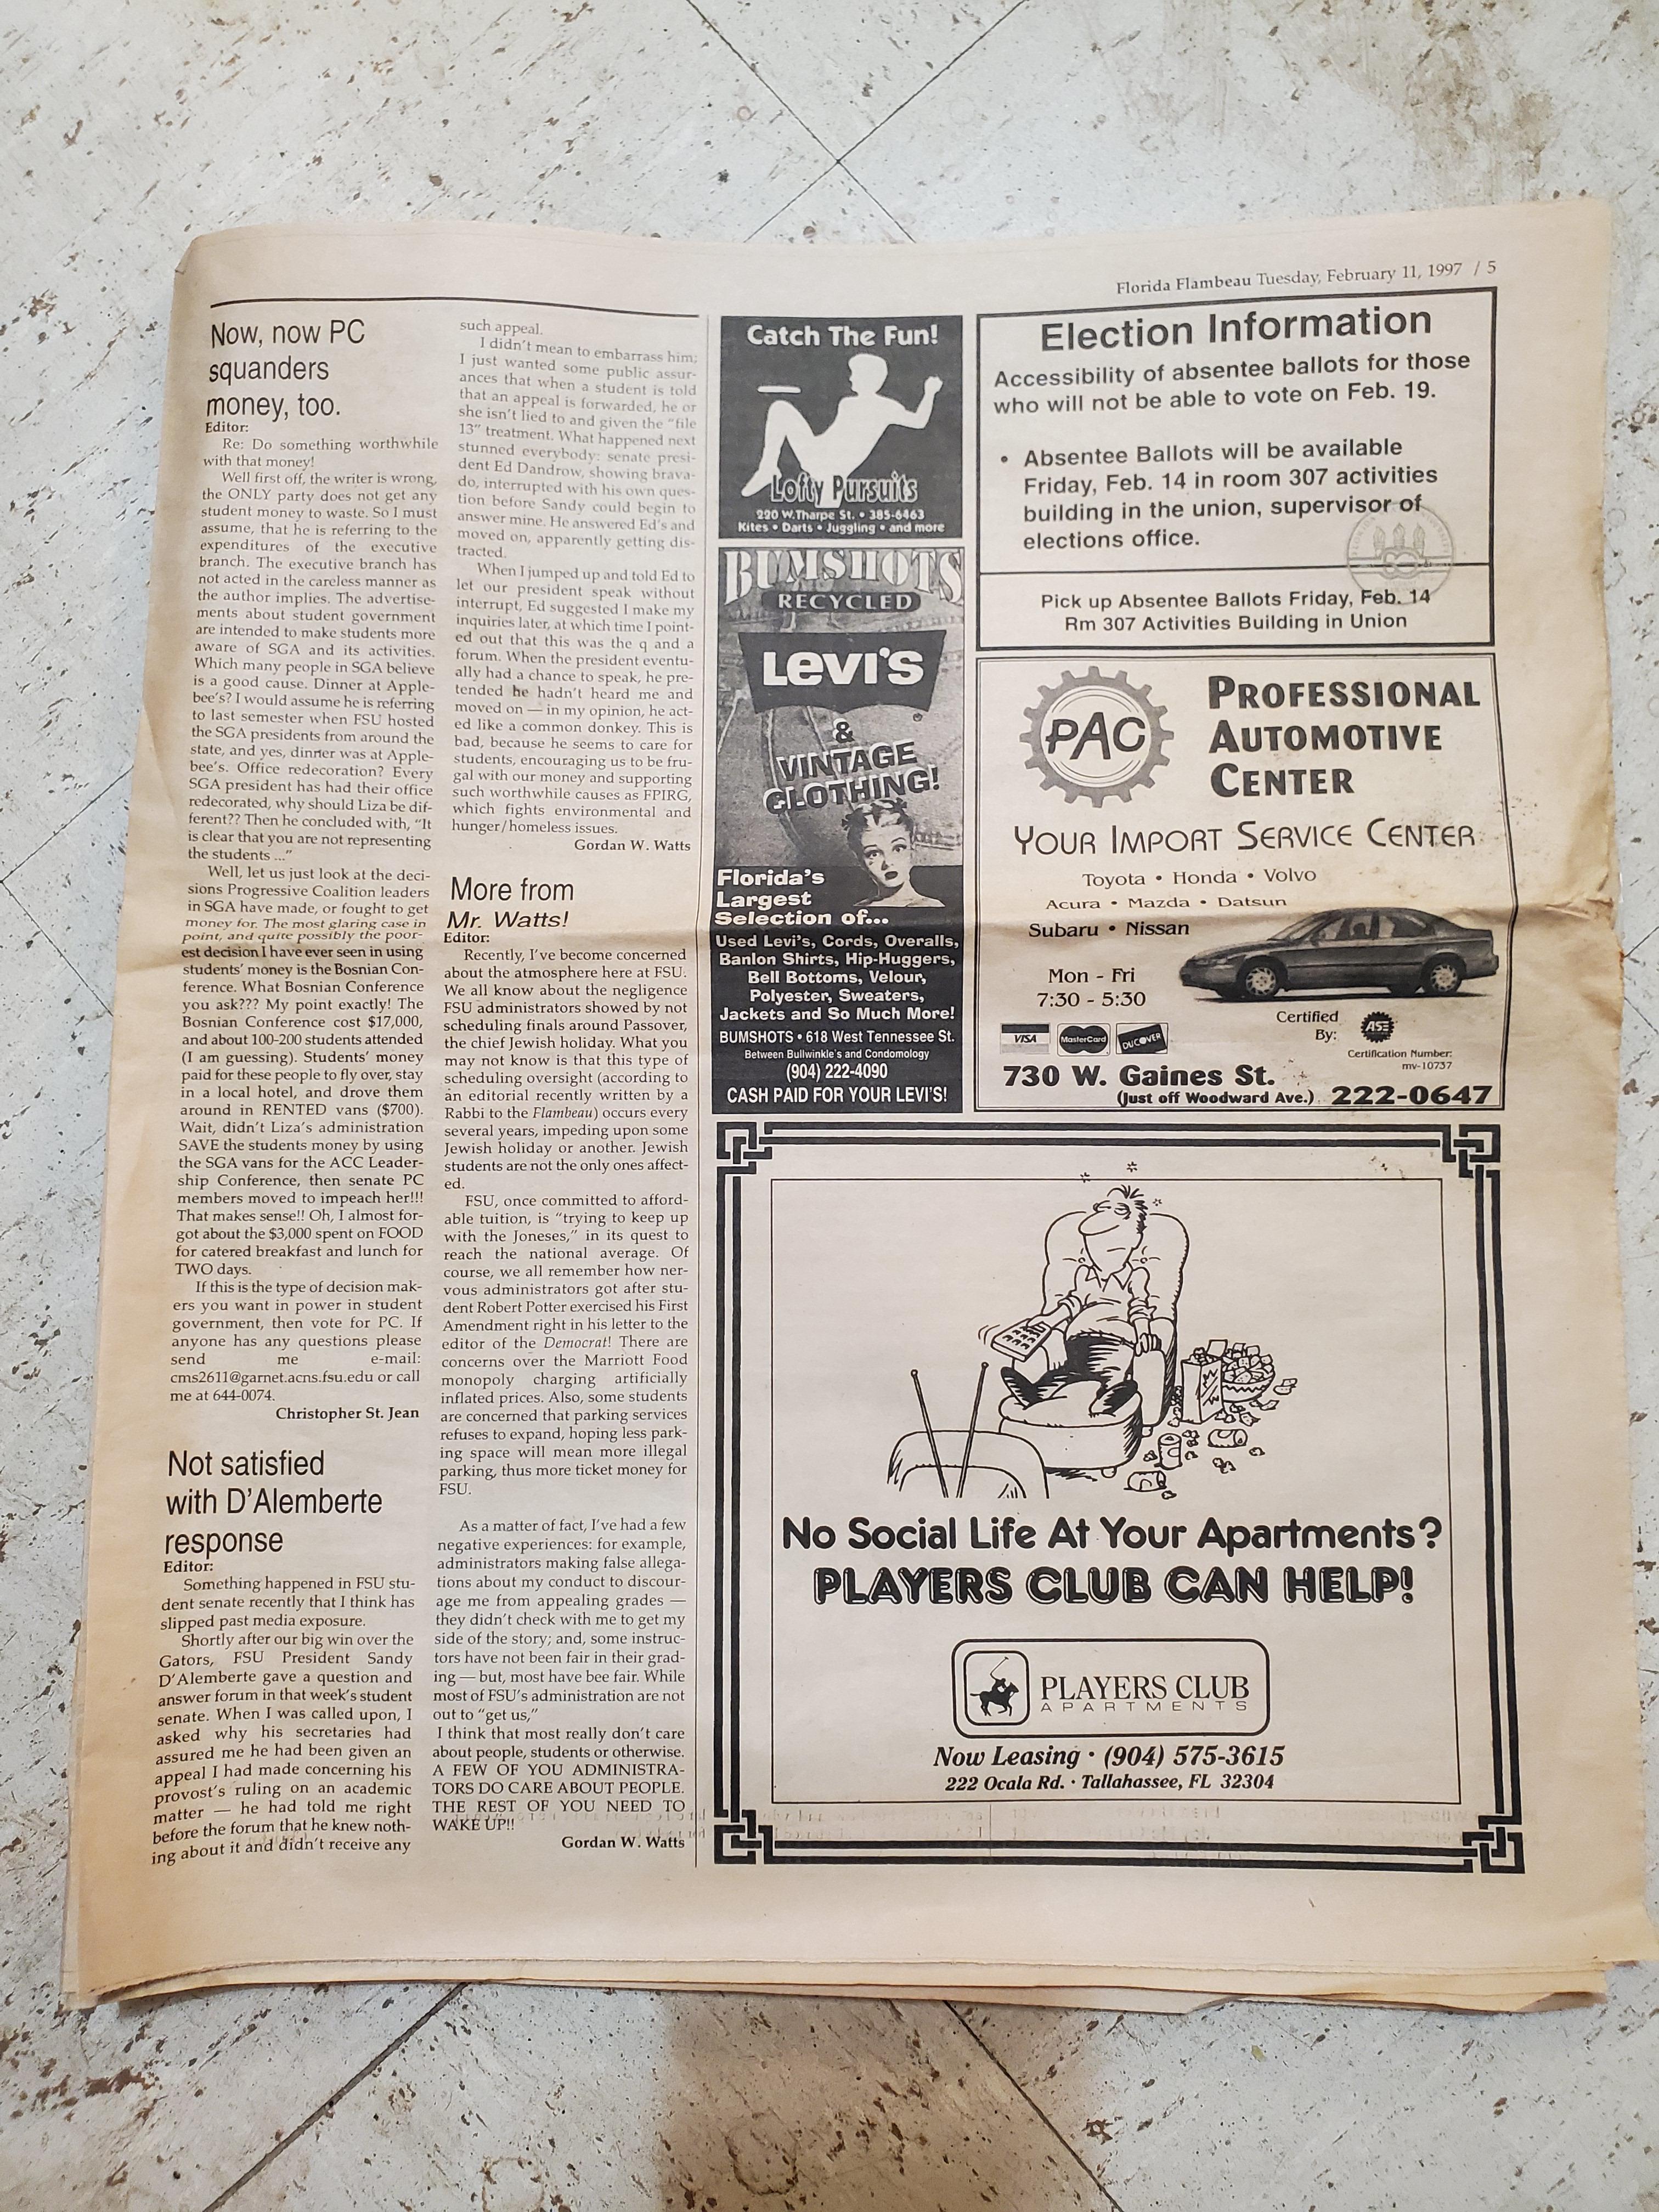 Florida Flambeau Tuesday, February 11, 1997 / 5
Now, now PC
squanders
money, too.
Editor:
Re: Do something worthwhile
with that money!
Well first off, the writer is wrong,
the ONLY party does not get any
student money to waste. So I must
assume, that he is referring to the
expenditures of the executive
branch. The executive branch has
not acted in the careless manner as
the author implies. The advertise-
ments about student government
are intended to make students more
aware of SGA and its activities.
Which many people in SGA believe
is a good cause. Dinner at Apple-
bee's? I would assume he is referring
to last semester when FSU hosted
the SGA presidents from around the
state, and yes, dinner was at Apple-
bee's. Office redecoration? Every
SGA president has had their office
redecorated, why should Liza be dif-
ferent?? Then he concluded with, "It
is clear that you are not representing
the students ..."
Well, let us just look at the deci-
sions Progressive Coalition leaders
in SGA have made, or fought to get
money for. The most glaring case in
point, and quite possibly the poor-
est decision I have ever seen in using
students' money is the Bosnian Con-
ference. What Bosnian Conference
you ask??? My point exactly! The
Bosnian Conference cost $17,000,
and about 100-200 students attended
(I am guessing). Students' money
paid for these people to fly over, stay
in a local hotel, and drove them
around in RENTED vans ($700).
Wait, didn't Liza's administration
SAVE the students money by using
the SGA vans for the ACC Leader-
ship Conference, then senate PC
members moved to impeach her!!!
That makes sense!! Oh, I almost for-
got about the $3,000 spent on FOOD
for catered breakfast and lunch for
TWO days.
If this is the type of decision mak-
ers you want in power in student
government, then vote for PC. If
anyone has any questions please
send me e-mail:
cms2611@garnet.acns.fsu.edu or call
me at 644-0074.
Christopher St. Jean
Not satisfied
with D'Alemberte
response
Editor:
Something happened in FSU stu-
dent senate recently that I think has
slipped past media exposure.
Shortly after our big win over the
Gators, FSU President Sandy
D'Alemberte gave a question and
answer forum in that week's student
senate. When I was called upon, I
asked why his secretaries had
assured me he had been given an
appeal I had made concerning his
provost's ruling on an academic
matter — he had told me right
before the forum that he knew noth-
ing about it and didn't receive any
such appeal.
I didn't mean to embarrass him;
I just wanted some public assur-
ances that when a student is told
that an appeal is forwarded, he or
she isn't lied to and given the "file
13" treatment. What happened next
stunned everybody: senate presi-
dent Ed Dandrow, showing brava-
do, interrupted with his own ques-
tion before Sandy could begin to
answer mine. He answered Ed's and
moved on, apparently getting dis-
tracted.
When I jumped up and told Ed to
let our president speak without
interrupt, Ed suggested I make my
inquiries later, at which time I point-
ed out that this was the q and a
forum. When the president eventu-
ally had a chance to speak, he pre-
tended he hadn't heard me and
moved on — in my opinion, he act-
ed like a common donkey. This is
bad, because he seems to care for
students, encouraging us to be fru-
gal with our money and supporting
such worthwhile causes as FPIRG,
which fights environmental and
hunger/homeless issues.
Gordan W. Watts
More from
Mr. Watts!
Editor:
Recently, I've become concerned
about the atmosphere here at FSU.
We all know about the negligence
FSU administrators showed by not
scheduling finals around Passover,
the chief Jewish holiday. What you
may not know is that this type of
scheduling oversight (according to
an editorial recently written by a
Rabbi to the Flambeau) occurs every
several years, impeding upon some
Jewish holiday or another. Jewish
students are not the only ones affect-
ed.
FSU, once committed to afford-
able tuition, is "trying to keep up
with the Joneses," in its quest to
reach the national average. Of
course, we all remember how ner-
vous administrators got after stu-
dent Robert Potter exercised his First
Amendment right in his letter to the
editor of the Democrat! There are
concerns over the Marriott Food
monopoly charging artificially
inflated prices. Also, some students
are concerned that parking services
refuses to expand, hoping less park-
ing space will mean more illegal
parking, thus more ticket money for
FSU.
As a matter of fact, I've had a few
negative experiences: for example,
administrators making false allega-
tions about my conduct to discour-
age me from appealing grades —
they didn't check with me to get my
side of the story; and, some instruc-
tors have not been fair in their grad-
ing — but, most have bee fair. While
most of FSU's administration are not
out to "get us,"
I think that most really don't care
about people, students or otherwise.
A FEW OF YOU ADMINISTRA-
TORS DO CARE ABOUT PEOPLE.
THE REST OF YOU NEED TO
WAKE UP!!
Gordan W. Watts
Catch The Fun!
Lofty Pursuits
220 W.Tharpe St. • 385-6463
Kites • Darts • Juggling • and more
BUMSHOTS
RECYCLED
LEVI'S
®
&
VINTAGE
CLOTHING!
Florida's
Largest
Selection of...
Used Levi's, Cords, Overalls,
Banlon Shirts, Hip-Huggers,
Bell Bottoms, Velour,
Polyester, Sweaters,
Jackets and So Much More!
BUMSHOTS • 618 West Tennessee St.
Between Bullwinkle's and Condomology
(904) 222-4090
CASH PAID FOR YOUR LEVI'S!
Election Information
Accessibility of absentee ballots for those
who will not be able to vote on Feb. 19.
• Absentee Ballots will be available
Friday, Feb. 14 in room 307 activities
building in the union, supervisor of
elections office.
Pick up Absentee Ballots Friday, Feb. 14
Rm 307 Activities Building in Union
PAC
PROFESSIONAL
AUTOMOTIVE
CENTER
YOUR IMPORT SERVICE CENTER
Toyota • Honda • Volvo
Acura • Mazda • Datsun
Subaru • Nissan
Mon - Fri
7:30 - 5:30
VISA
MasterCard
DISCOVER
Certified
By:
ASE
Certification Number:
mv-10737
730 W. Gaines St.
(Just off Woodward Ave.) 222-0647
No Social Life At Your Apartments?
PLAYERS CLUB CAN HELP!
PLAYERS CLUB
APARTMENTS
Now Leasing · (904) 575-3615
222 Ocala Rd. · Tallahassee, FL 32304